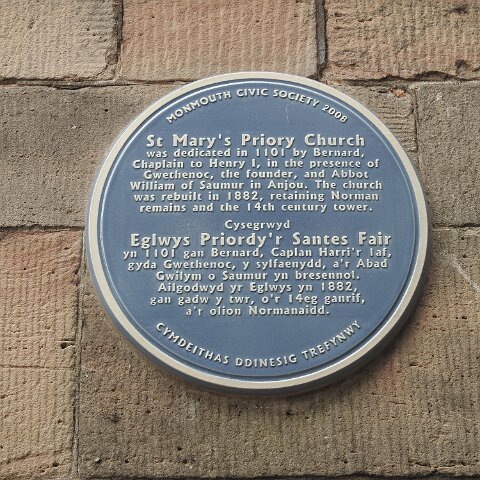 MONMOUTH CIVIC SOCIETY 2008
St Mary's Priory Church
was dedicated in 1101 by Bernard,
Chaplain to Henry I, in the presence of
Gwethenoc, the founder, and Abbot
William of Saumur in Anjou. The church
was rebuilt in 1882, retaining Norman
remains and the 14th century tower.
Cysegrwyd
Eglwys Priordy'r Santes Fair
yn 1101 gan Bernard, Caplan Harri'r 1af,
gyda Gwethenoc, y sylfaenydd, a'r Abad
Gwilym o Saumur yn bresennol.
Ailgodwyd yr Eglwys yn 1882,
gan gadw y twr, o'r 14eg ganrif,
a'r olion Normanaidd.
CYMDEITHAS DDINESIG TREFYNWY